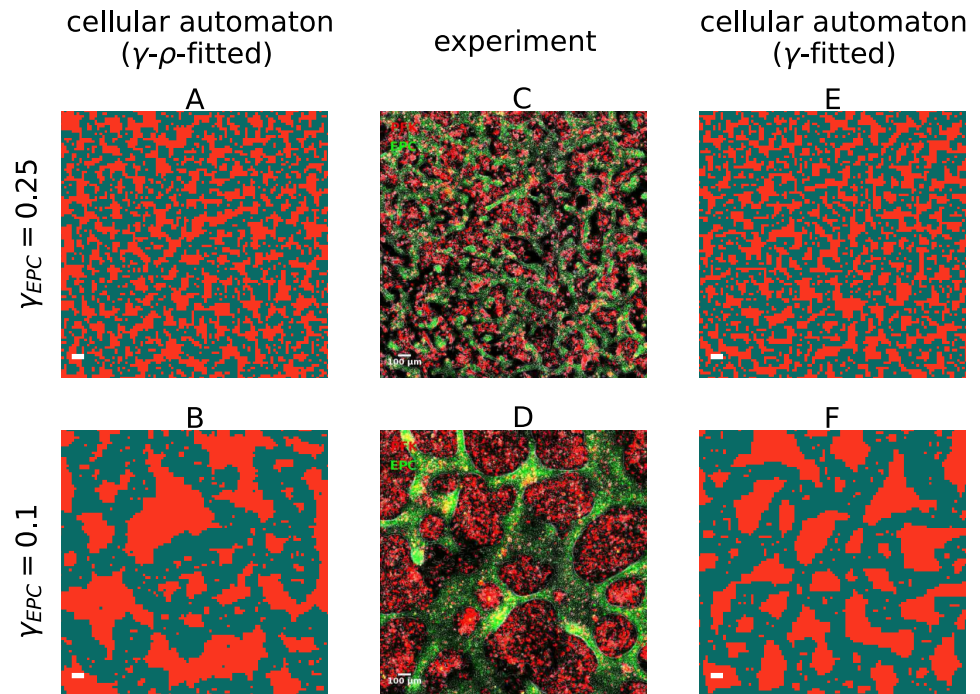 cellular automaton
(γ-ρ-fitted)
experiment
cellular automaton
(γ-fitted)
A
C
E
γEPC = 0.25
EPC
100 μm
B
D
F
γEPC = 0.1
EPC
100 μm